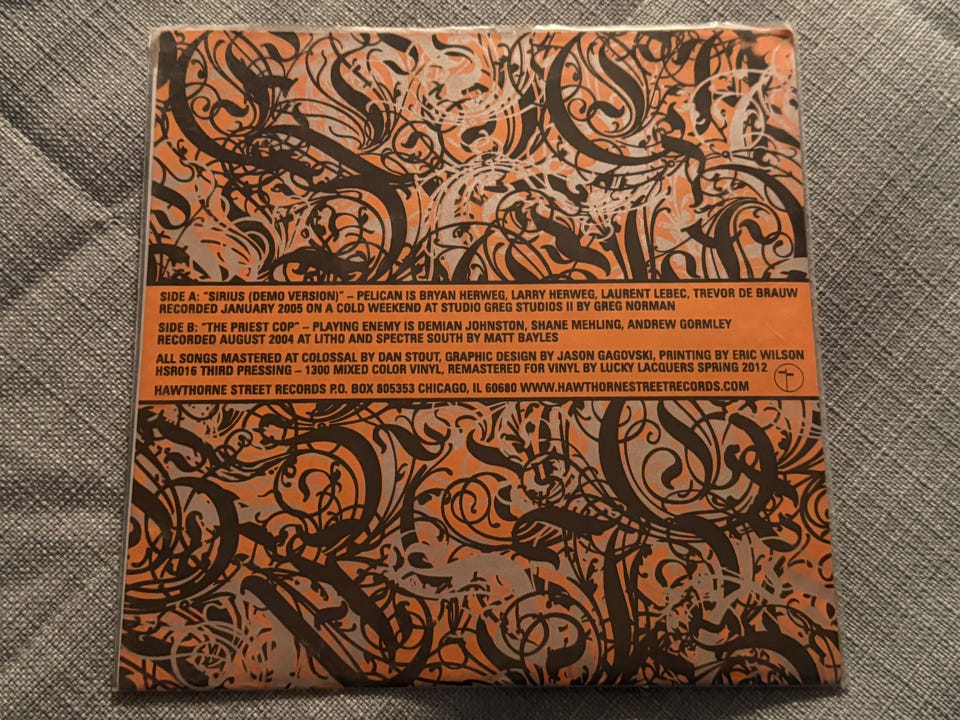 SIDE A: "SIRIUS (DEMO VERSION)" – PELICAN IS BRYAN HERWEG, LARRY HERWEG, LAURENT LEBEC, TREVOR DE BRAUW
RECORDED JANUARY 2005 ON A COLD WEEKEND AT STUDIO GREG STUDIOS II BY GREG NORMAN
SIDE B: "THE PRIEST COP" – PLAYING ENEMY IS DEMIAN JOHNSTON, SHANE MEHLING, ANDREW GORMLEY
RECORDED AUGUST 2004 AT LITHO AND SPECTRE SOUTH BY MATT BAYLES
ALL SONGS MASTERED AT COLOSSAL BY DAN STOUT, GRAPHIC DESIGN BY JASON GAGOVSKI, PRINTING BY ERIC WILSON
HSR016 THIRD PRESSING – 1300 MIXED COLOR VINYL, REMASTERED FOR VINYL BY LUCKY LACQUERS SPRING 2012
HAWTHORNE STREET RECORDS P.O. BOX 805353 CHICAGO, IL 60680 WWW.HAWTHORNESTREETRECORDS.COM